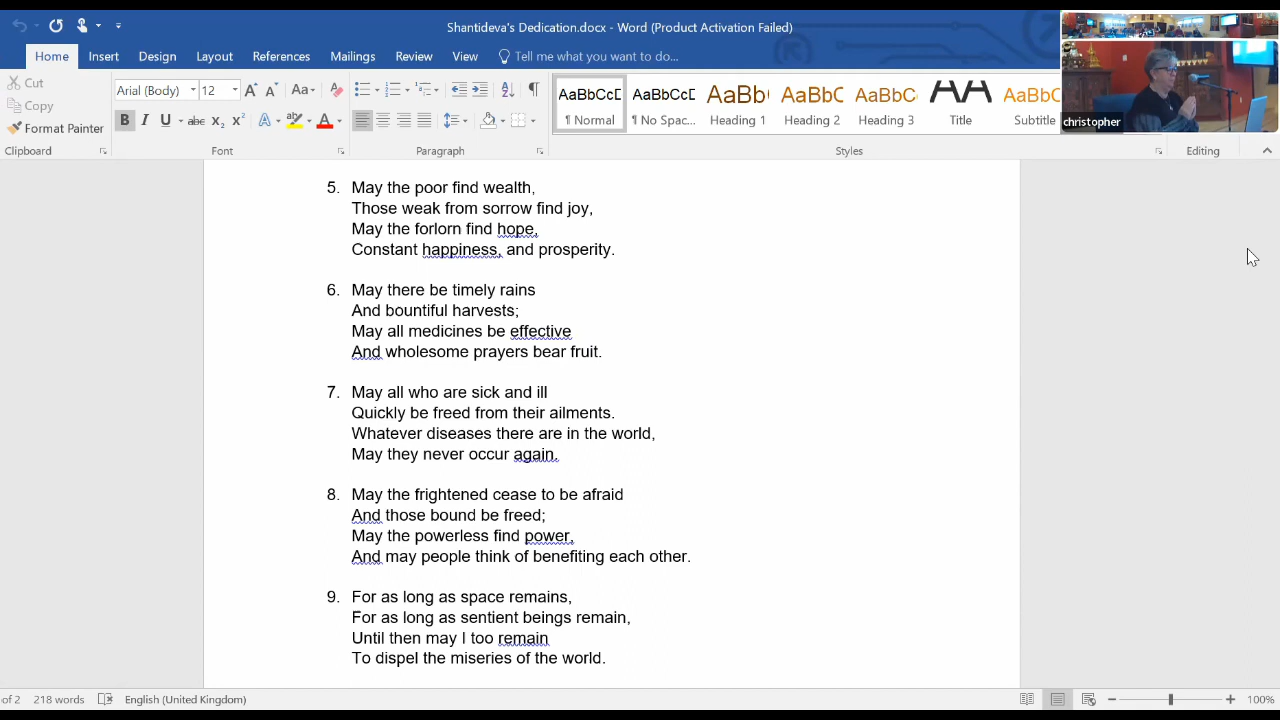 Shantideva's Dedication.docx - Word (Product Activation Failed)
Home Insert Design Layout References Mailings Review View Tell me what you want to do...
Cut
Copy
Format Painter
Clipboard
Arial (Body) 12
Font
Paragraph
AaBbCcD AaBbCcD AaBb( AaBbC AaBbC AA AaBbC
¶ Normal ¶ No Spac... Heading 1 Heading 2 Heading 3 Title Subtitle
Styles
Editing
christopher
5. May the poor find wealth,
Those weak from sorrow find joy,
May the forlorn find hope,
Constant happiness, and prosperity.
6. May there be timely rains
And bountiful harvests;
May all medicines be effective
And wholesome prayers bear fruit.
7. May all who are sick and ill
Quickly be freed from their ailments.
Whatever diseases there are in the world,
May they never occur again.
8. May the frightened cease to be afraid
And those bound be freed;
May the powerless find power,
And may people think of benefiting each other.
9. For as long as space remains,
For as long as sentient beings remain,
Until then may I too remain
To dispel the miseries of the world.
of 2 218 words English (United Kingdom) 100%